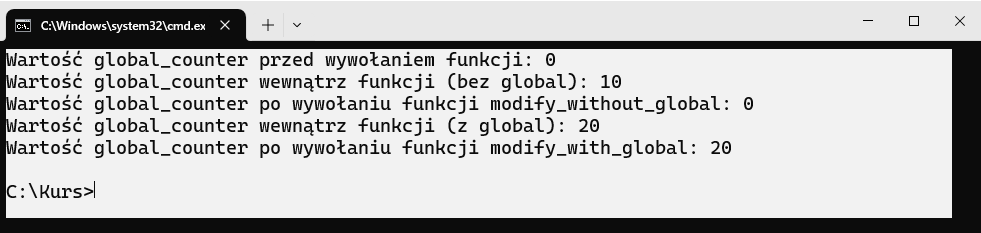 C:\Windows\system32\cmd.ex
Wartość global_counter przed wywołaniem funkcji: 0
Wartość global_counter wewnątrz funkcji (bez global): 10
Wartość global_counter po wywołaniu funkcji modify_without_global: 0
Wartość global_counter wewnątrz funkcji (z global): 20
Wartość global_counter po wywołaniu funkcji modify_with_global: 20
C:\Kurs>